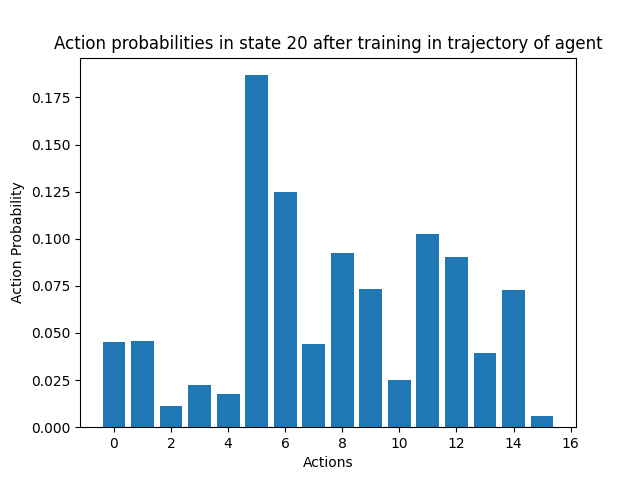 Action probabilities in state 20 after training in trajectory of agent
0.175
0.150
0.125
0.100
0.075
0.050
0.025
0.000
Action Probability
0 2 4 6 8 10 12 14 16
Actions